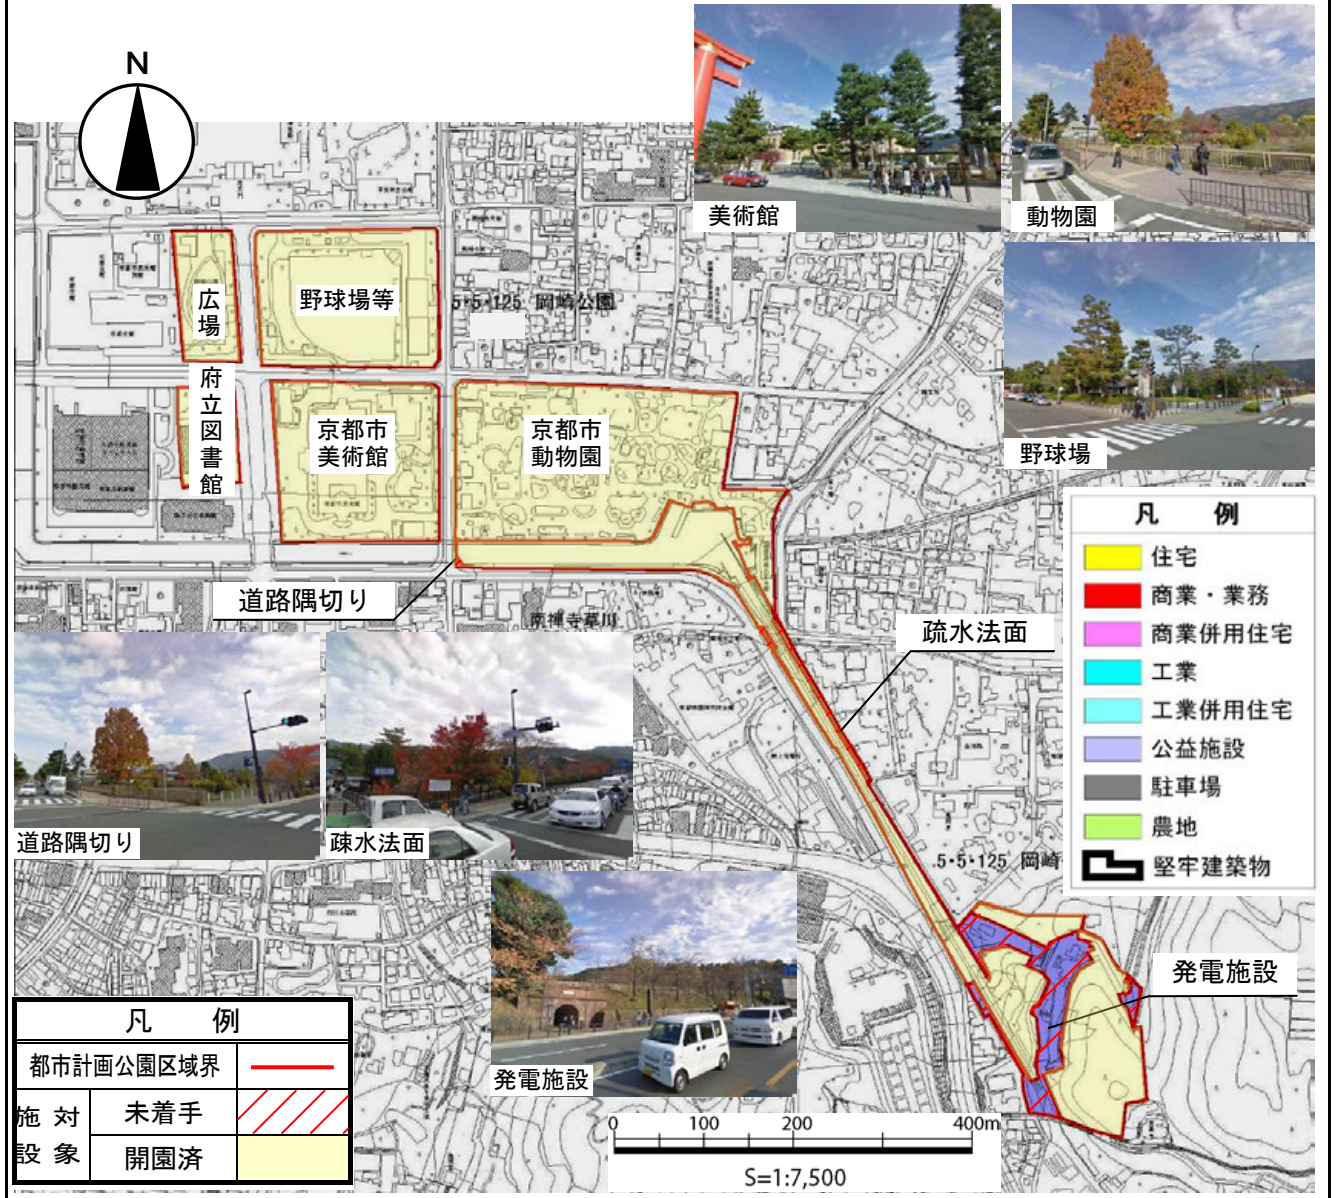 N
美術館
動物園
広場
野球場等
5・5・125 岡崎公園
野球場
府立図書館
京都市
美術館
京都市
動物園
凡 例
住宅
商業・業務
商業併用住宅
工業
工業併用住宅
公益施設
駐車場
農地
堅牢建築物
道路隅切り
南禅寺草川
疏水法面
道路隅切り
疎水法面
5・5・125 岡崎
発電施設
発電施設
凡 例
都市計画公園区域界
施設
対象
未着手
開園済
0 100 200 400m
S=1:7,500